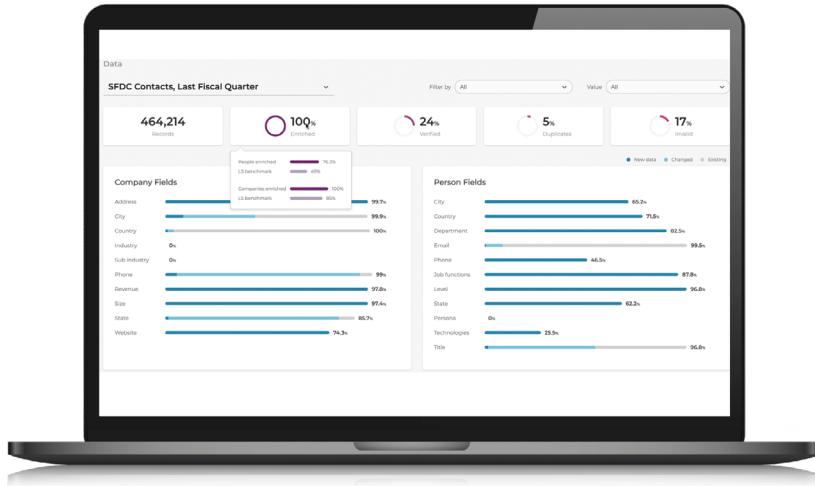 Data
SFDC Contacts, Last Fiscal Quarter
Filter by All
Value All
464,214
Records
100%
Enriched
24%
Verified
5%
Duplicates
17%
Invalid
People enriched 76.3%
LS benchmark 45%
Companies enriched 100%
LS benchmark 85%
New data Changed Existing
Company Fields
Address 99.7%
City 99.9%
Country 100%
Industry 0%
Sub industry 0%
Phone 99%
Revenue 97.8%
Size 97.4%
State 85.7%
Website 74.3%
Person Fields
City 65.2%
Country 71.5%
Department 82.5%
Email 99.5%
Phone 46.5%
Job functions 87.8%
Level 96.8%
State 62.2%
Persona 0%
Technologies 25.5%
Title 96.8%